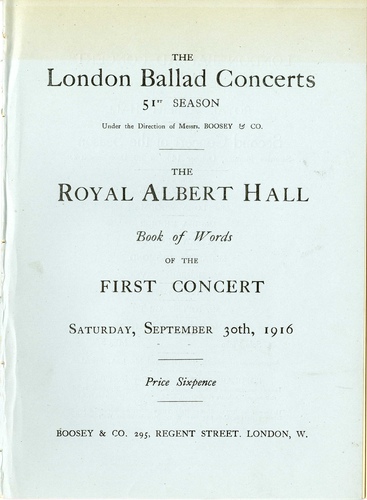 THE
London Ballad Concerts
51ST SEASON
Under the Direction of Messrs. BOOSEY & CO.
THE
ROYAL ALBERT HALL
Book of Words
OF THE
FIRST CONCERT
SATURDAY, SEPTEMBER 30th, 1916
Price Sixpence
BOOSEY & CO. 295, REGENT STREET. LONDON, W.